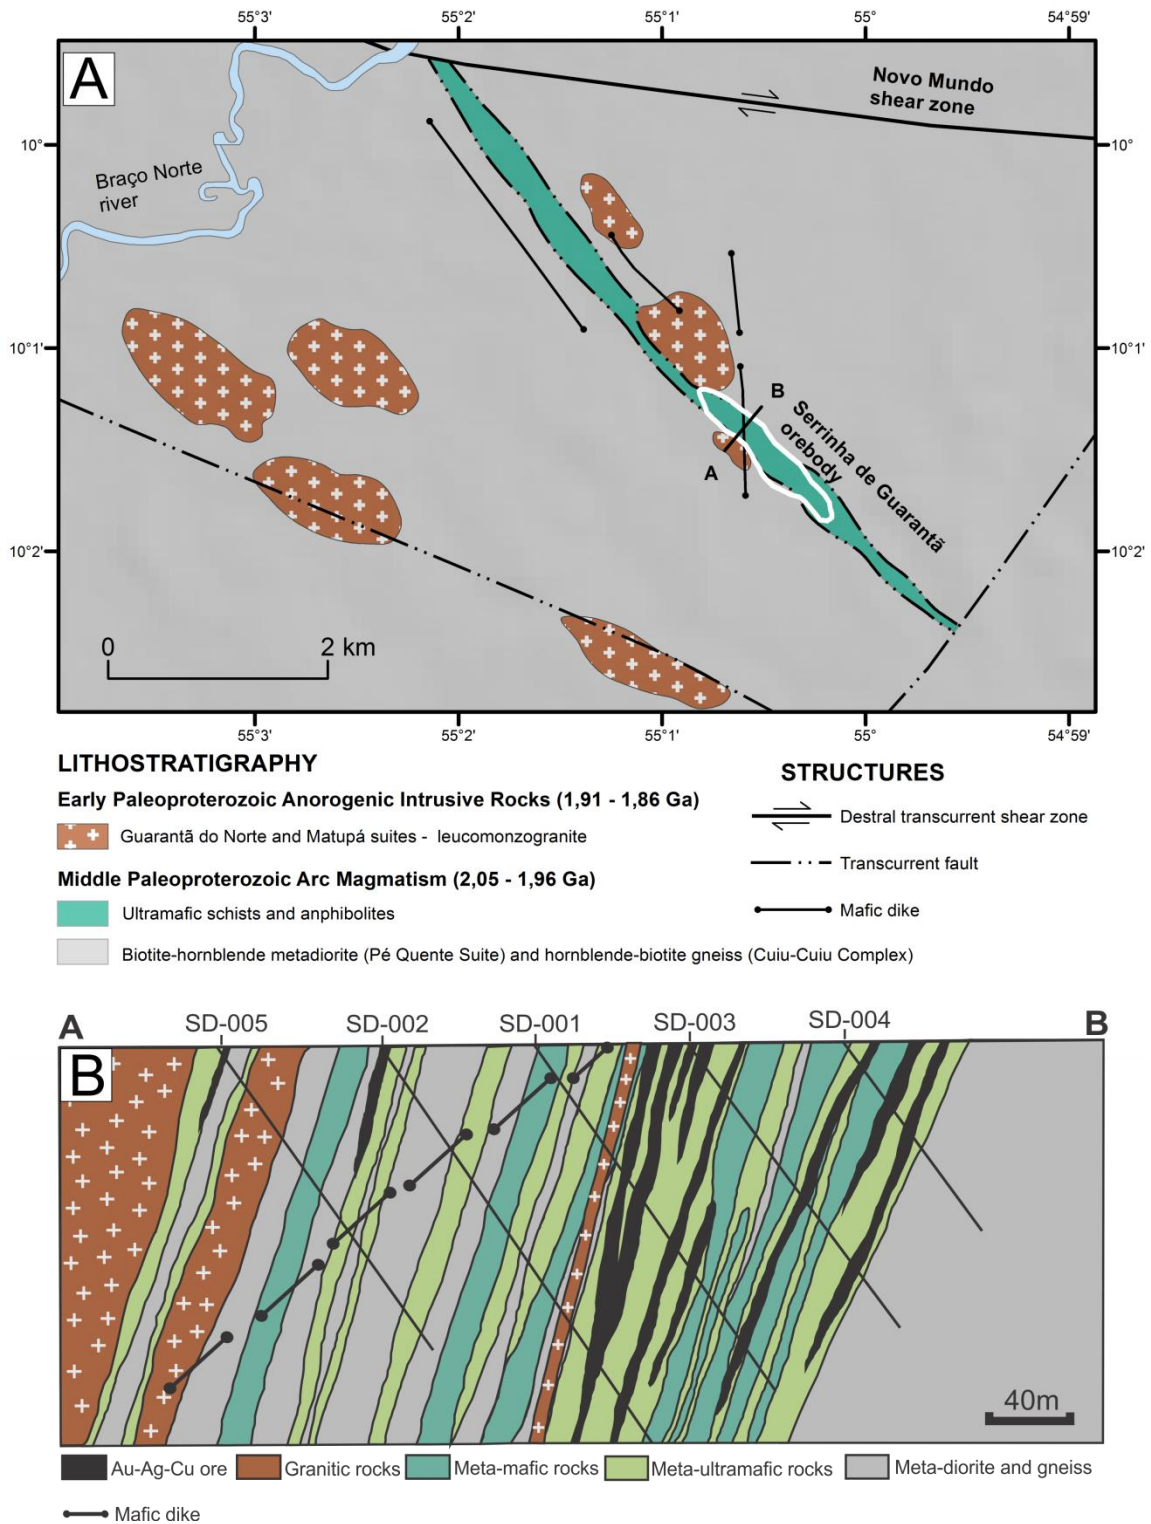 55°3'
55°2'
55°1'
55°
54°59'
A
Novo Mundo
shear zone
10°
10°
Braço Norte
river
10°1'
10°1'
B
Serrinha de Guarantã
orebody
A
10°2'
10°2'
0
2 km
55°3'
55°2'
55°1'
55°
54°59'
LITHOSTRATIGRAPHY
STRUCTURES
Early Paleoproterozoic Anorogenic Intrusive Rocks (1,91 - 1,86 Ga)
Destral transcurrent shear zone
Guarantã do Norte and Matupá suites - leucomonzogranite
Transcurrent fault
Middle Paleoproterozoic Arc Magmatism (2,05 - 1,96 Ga)
Ultramafic schists and anphibolites
Mafic dike
Biotite-hornblende metadiorite (Pé Quente Suite) and hornblende-biotite gneiss (Cuiu-Cuiu Complex)
A
SD-005
SD-002
SD-001
SD-003
SD-004
B
B
40m
Au-Ag-Cu ore
Granitic rocks
Meta-mafic rocks
Meta-ultramafic rocks
Meta-diorite and gneiss
Mafic dike